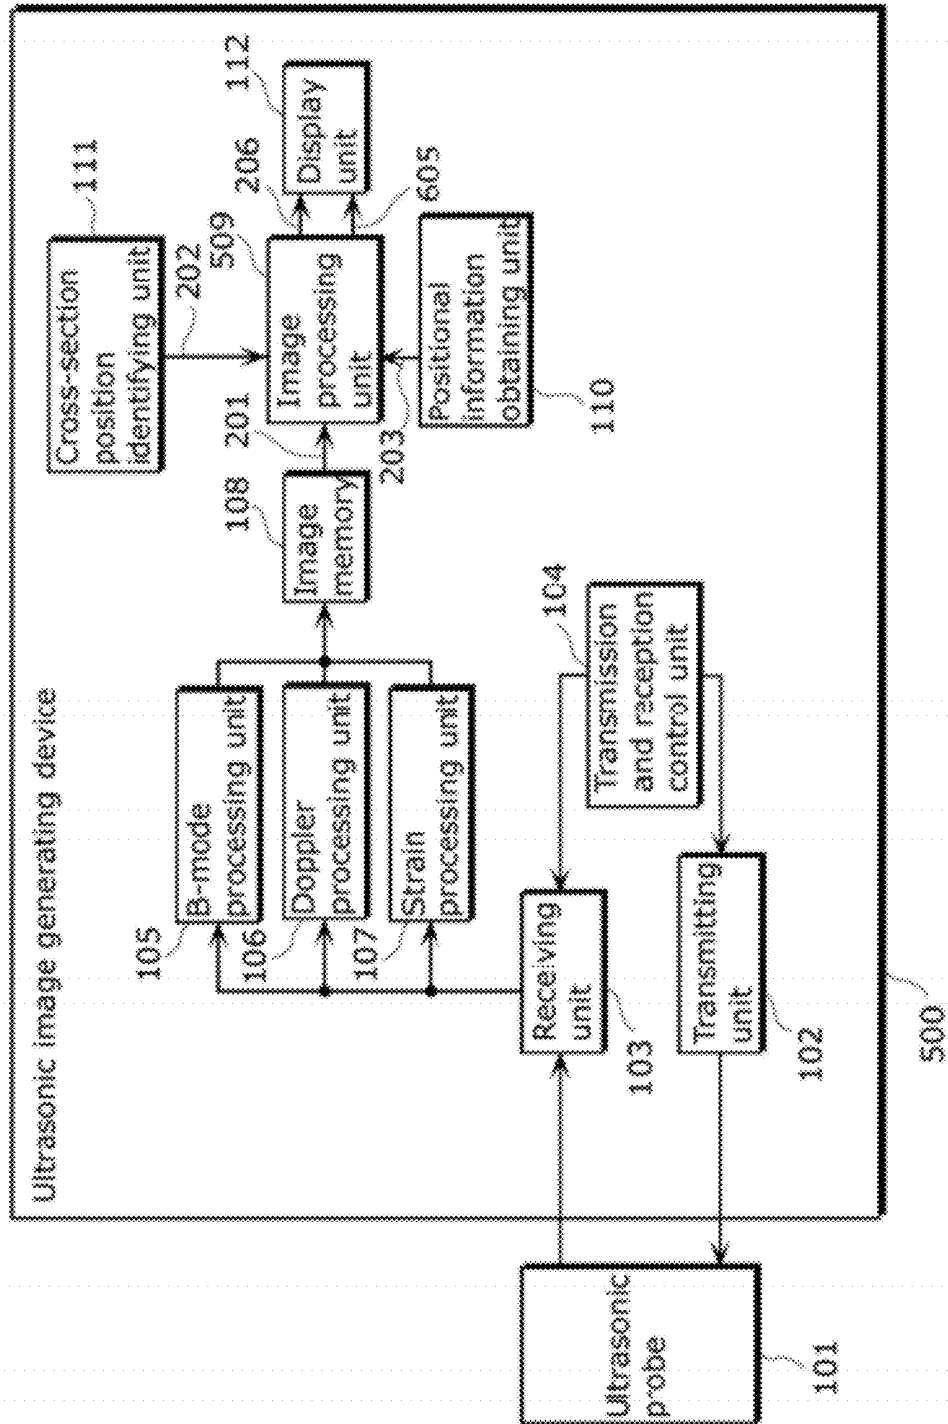 Ultrasonic image generating device
111
Cross-section
position
identifying unit
202
105
B-mode
processing unit
108
Image
memory
201
509
Image
processing
unit
206
112
Display
unit
605
106
Doppler
processing unit
107
Strain
processing unit
203
Positional
information
obtaining unit
110
Ultrasonic
probe
101
Receiving
unit
103
104
Transmission
and reception
control unit
Transmitting
unit
102
500